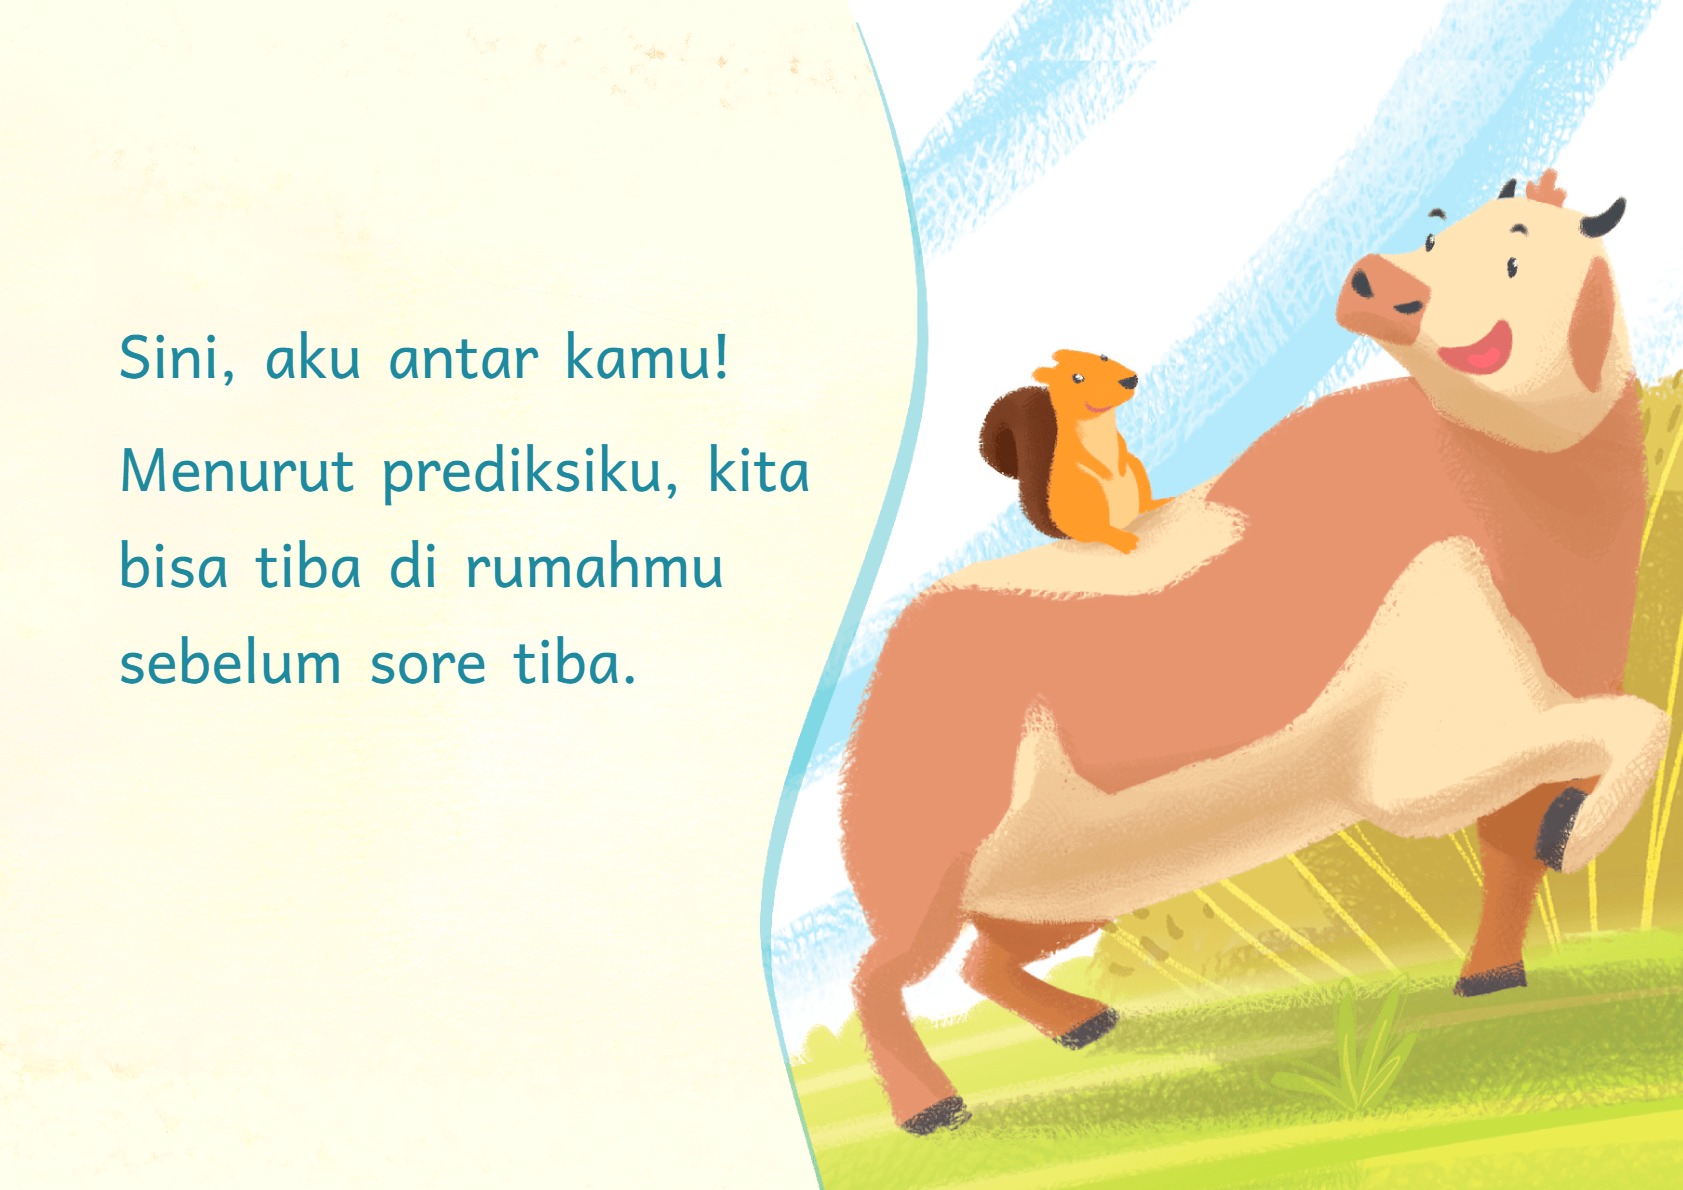 Sini, aku antar kamu!
Menurut prediksiku, kita
bisa tiba di rumahmu
sebelum sore tiba.